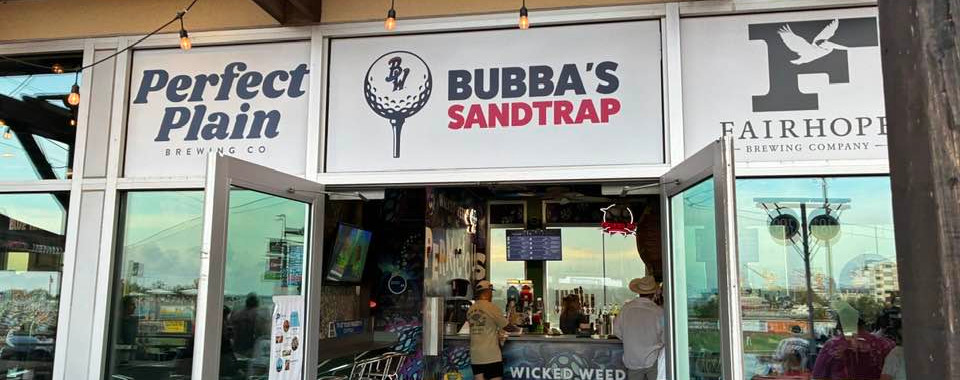 Perfect
Plain
BREWING CO
BW
BUBBA'S
SANDTRAP
F
FAIRHOPE
BREWING COMPANY
WICKED WEED